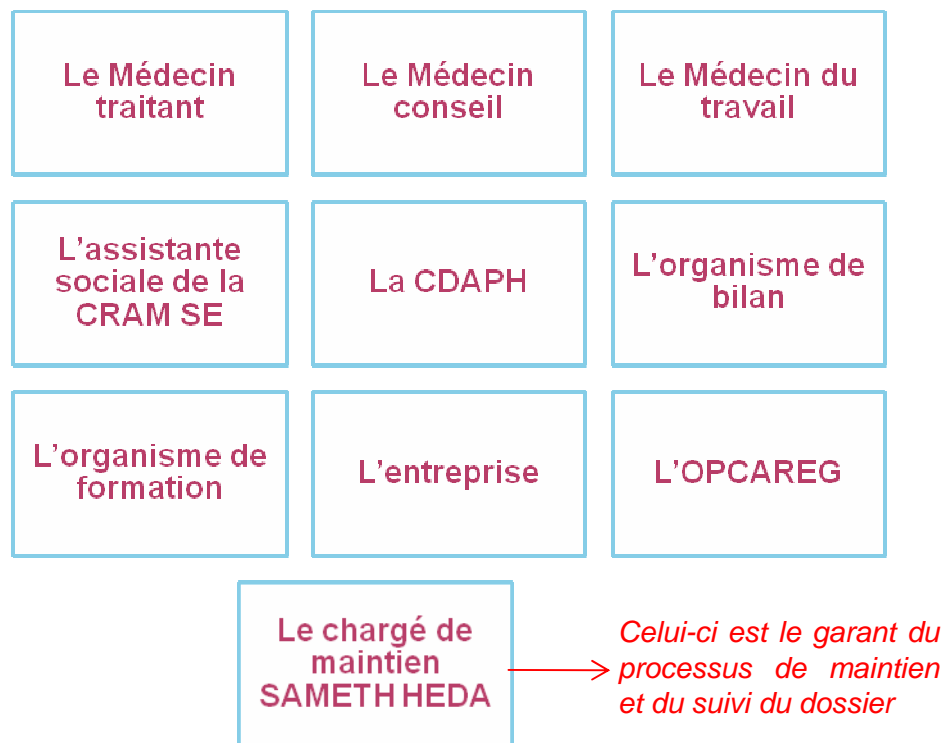 Le Médecin
traitant
Le Médecin
conseil
Le Médecin du
travail
L'assistante
sociale de la
CRAM SE
La CDAPH
L'organisme de
bilan
L'organisme de
formation
L'entreprise
L'OPCAREG
Le chargé de
maintien
SAMETH HEDA
Celui-ci est le garant du
processus de maintien
et du suivi du dossier